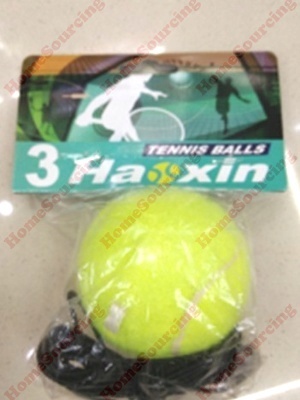 TENNIS BALLS
3 Haoxin
HomeSourcing